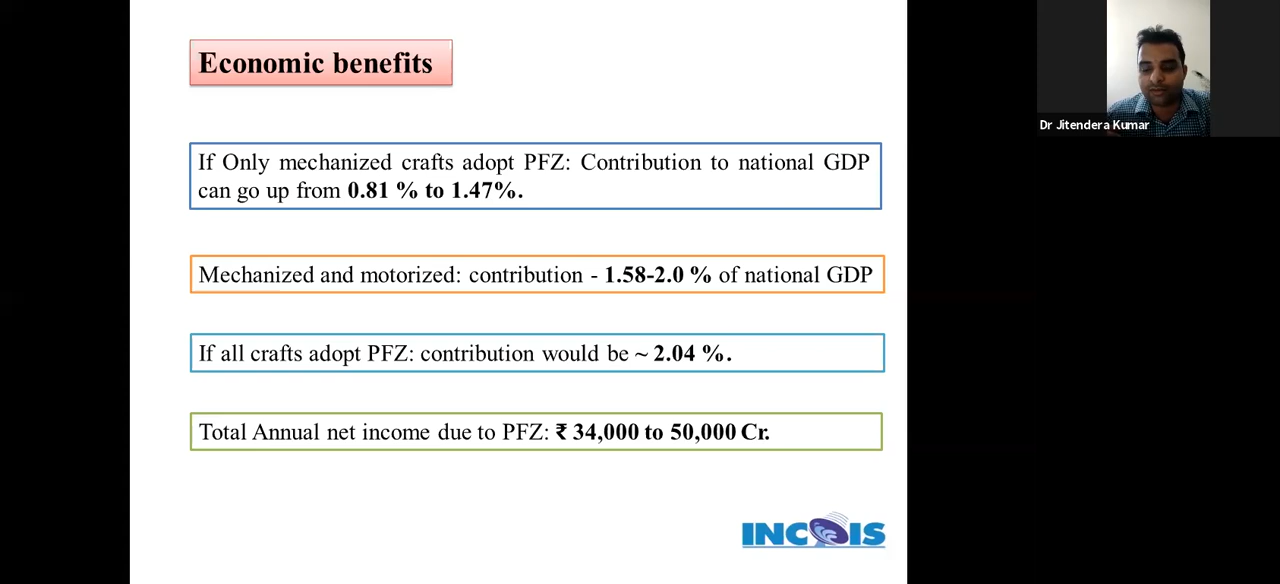 Economic benefits
If Only mechanized crafts adopt PFZ: Contribution to national GDP
can go up from 0.81 % to 1.47%.
Mechanized and motorized: contribution - 1.58-2.0 % of national GDP
If all crafts adopt PFZ: contribution would be ~ 2.04 %.
Total Annual net income due to PFZ: ₹ 34,000 to 50,000 Cr.
INCOIS
Dr Jitendera Kumar